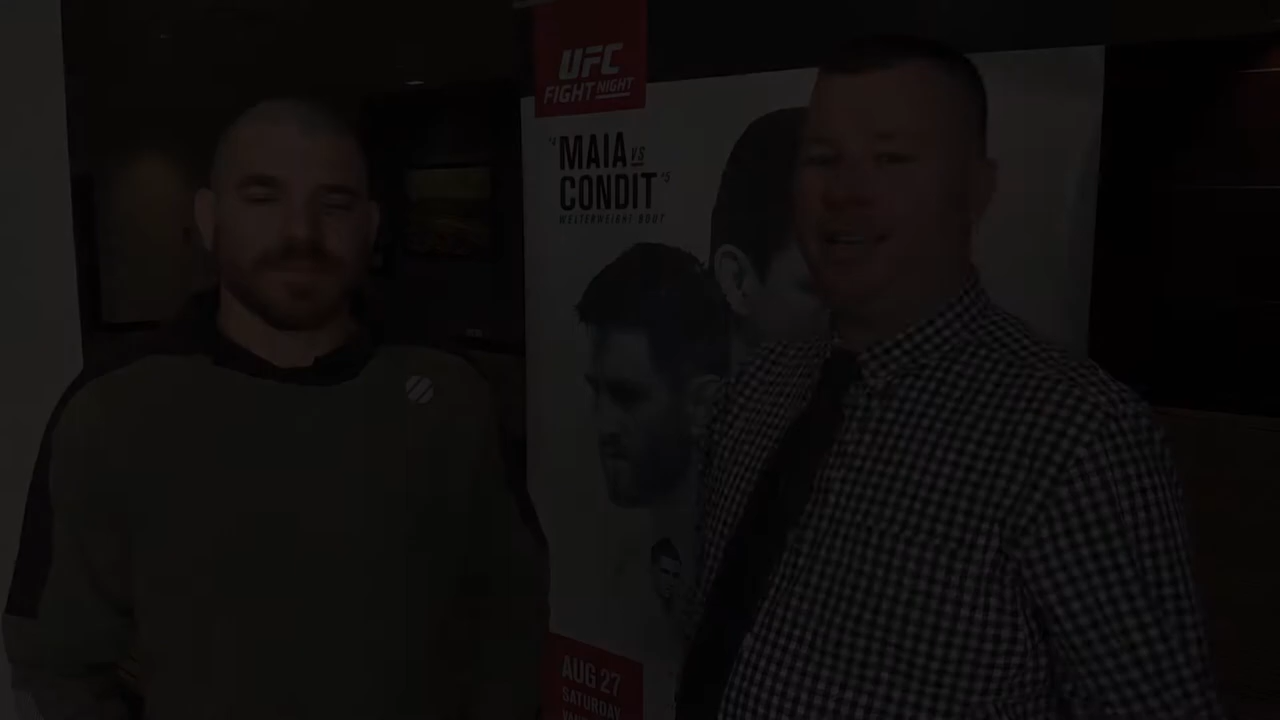 UFC
FIGHT NIGHT
#4 MAIA VS
CONDIT #5
WELTERWEIGHT BOUT
AUG 27
SATURDAY